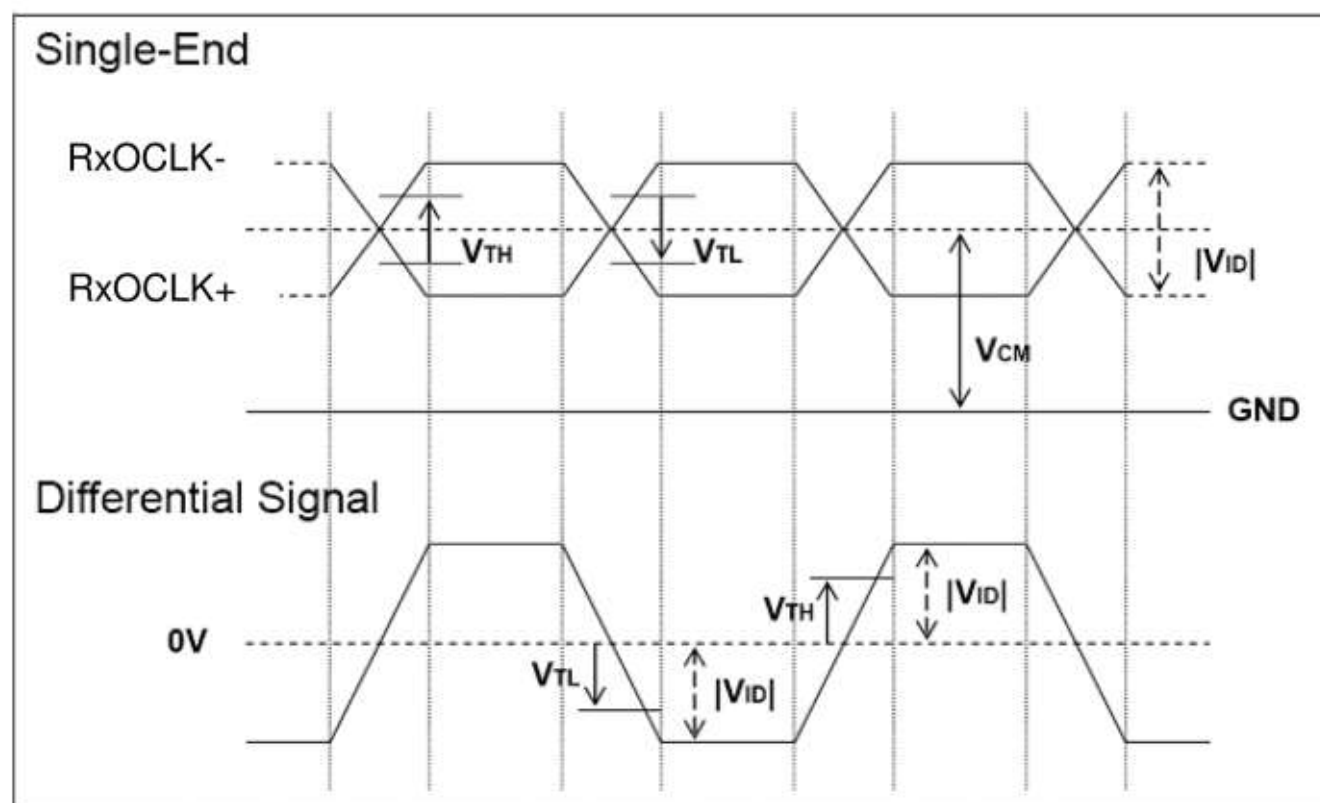 Single-End
RxOCLK-
VTH
VTL
|VID|
RxOCLK+
VCM
GND
Differential Signal
VTH
|VID|
0V
VTL
|VID|